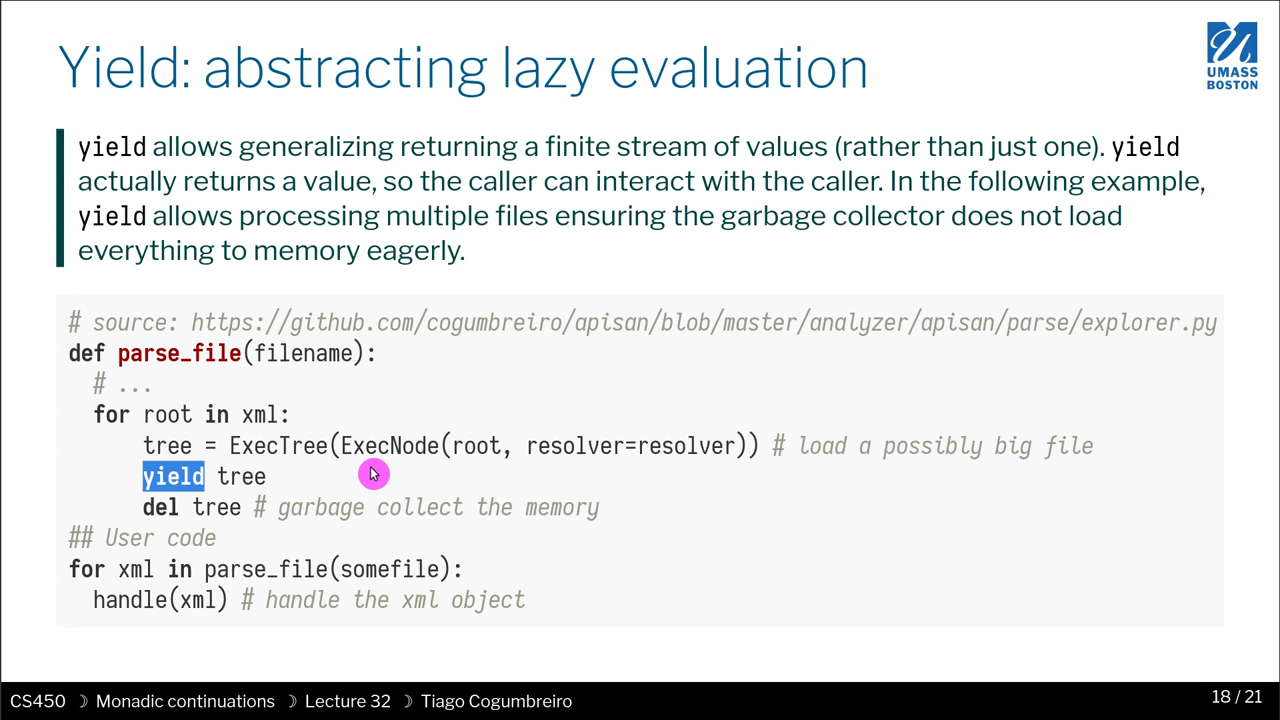 Yield: abstracting lazy evaluation
UMASS
BOSTON
yield allows generalizing returning a finite stream of values (rather than just one). yield
actually returns a value, so the caller can interact with the caller. In the following example,
yield allows processing multiple files ensuring the garbage collector does not load
everything to memory eagerly.
# source: https://github.com/cogumbreiro/apisan/blob/master/analyzer/apisan/parse/explorer.py
def parse_file(filename):
  # ...
  for root in xml:
      tree = ExecTree(ExecNode(root, resolver=resolver)) # load a possibly big file
      yield tree
      del tree # garbage collect the memory
## User code
for xml in parse_file(somefile):
  handle(xml) # handle the xml object
CS450 ☽ Monadic continuations ☽ Lecture 32 ☽ Tiago Cogumbreiro
18 / 21